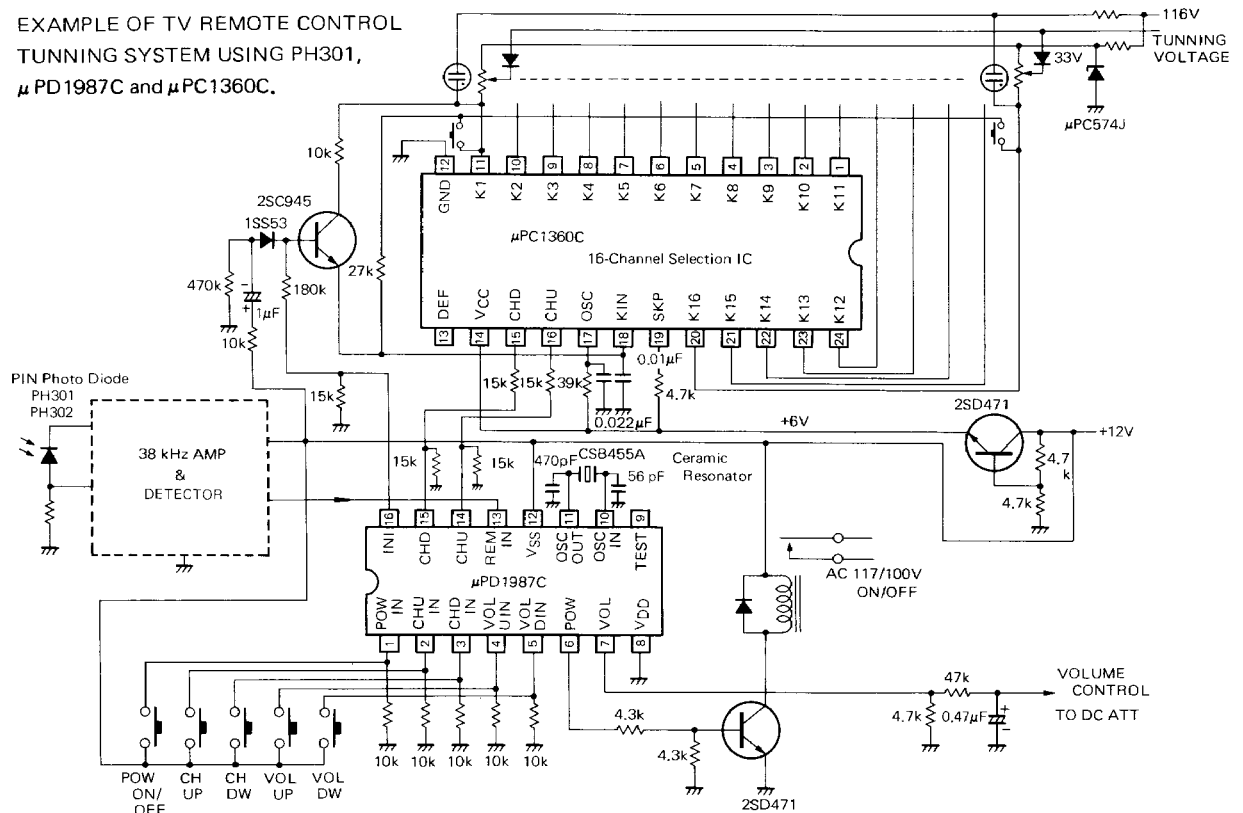 EXAMPLE OF TV REMOTE CONTROL
TUNNING SYSTEM USING PH301,
μPD1987C and μPC1360C.
116V
TUNNING
VOLTAGE
33V
μPC574J
10k
2SC945
1SS53
470k
1μF
180k
27k
10k
15k
12 11 10 9 8 7 6 5 4 3 2 1
GND K1 K2 K3 K4 K5 K6 K7 K8 K9 K10 K11
μPC1360C
16-Channel Selection IC
DEF VCC CHD CHU OSC KIN SKP K16 K15 K14 K13 K12
13 14 15 16 17 18 19 20 21 22 23 24
0.01μF
15k 15k 39k
4.7k
0.022μF
+6V
2SD471
+12V
4.7
k
4.7k
PIN Photo Diode
PH301
PH302
38 kHz AMP
&
DETECTOR
15k
15k
470pF
CSB455A
56 pF
Ceramic
Resonator
16 15 14 13 12 11 10 9
INI CHD CHU REM IN VSS OSC OUT OSC IN TEST
μPD1987C
POW IN CHU IN CHD IN VOL UIN VOL DIN POW VOL VDD
1 2 3 4 5 6 7 8
AC 117/100V
ON/OFF
10k 10k 10k 10k 10k
4.3k
4.3k
2SD471
47k
4.7k
0.47μF
VOLUME
CONTROL
TO DC ATT
POW ON/ OFF
CH UP
CH DW
VOL UP
VOL DW